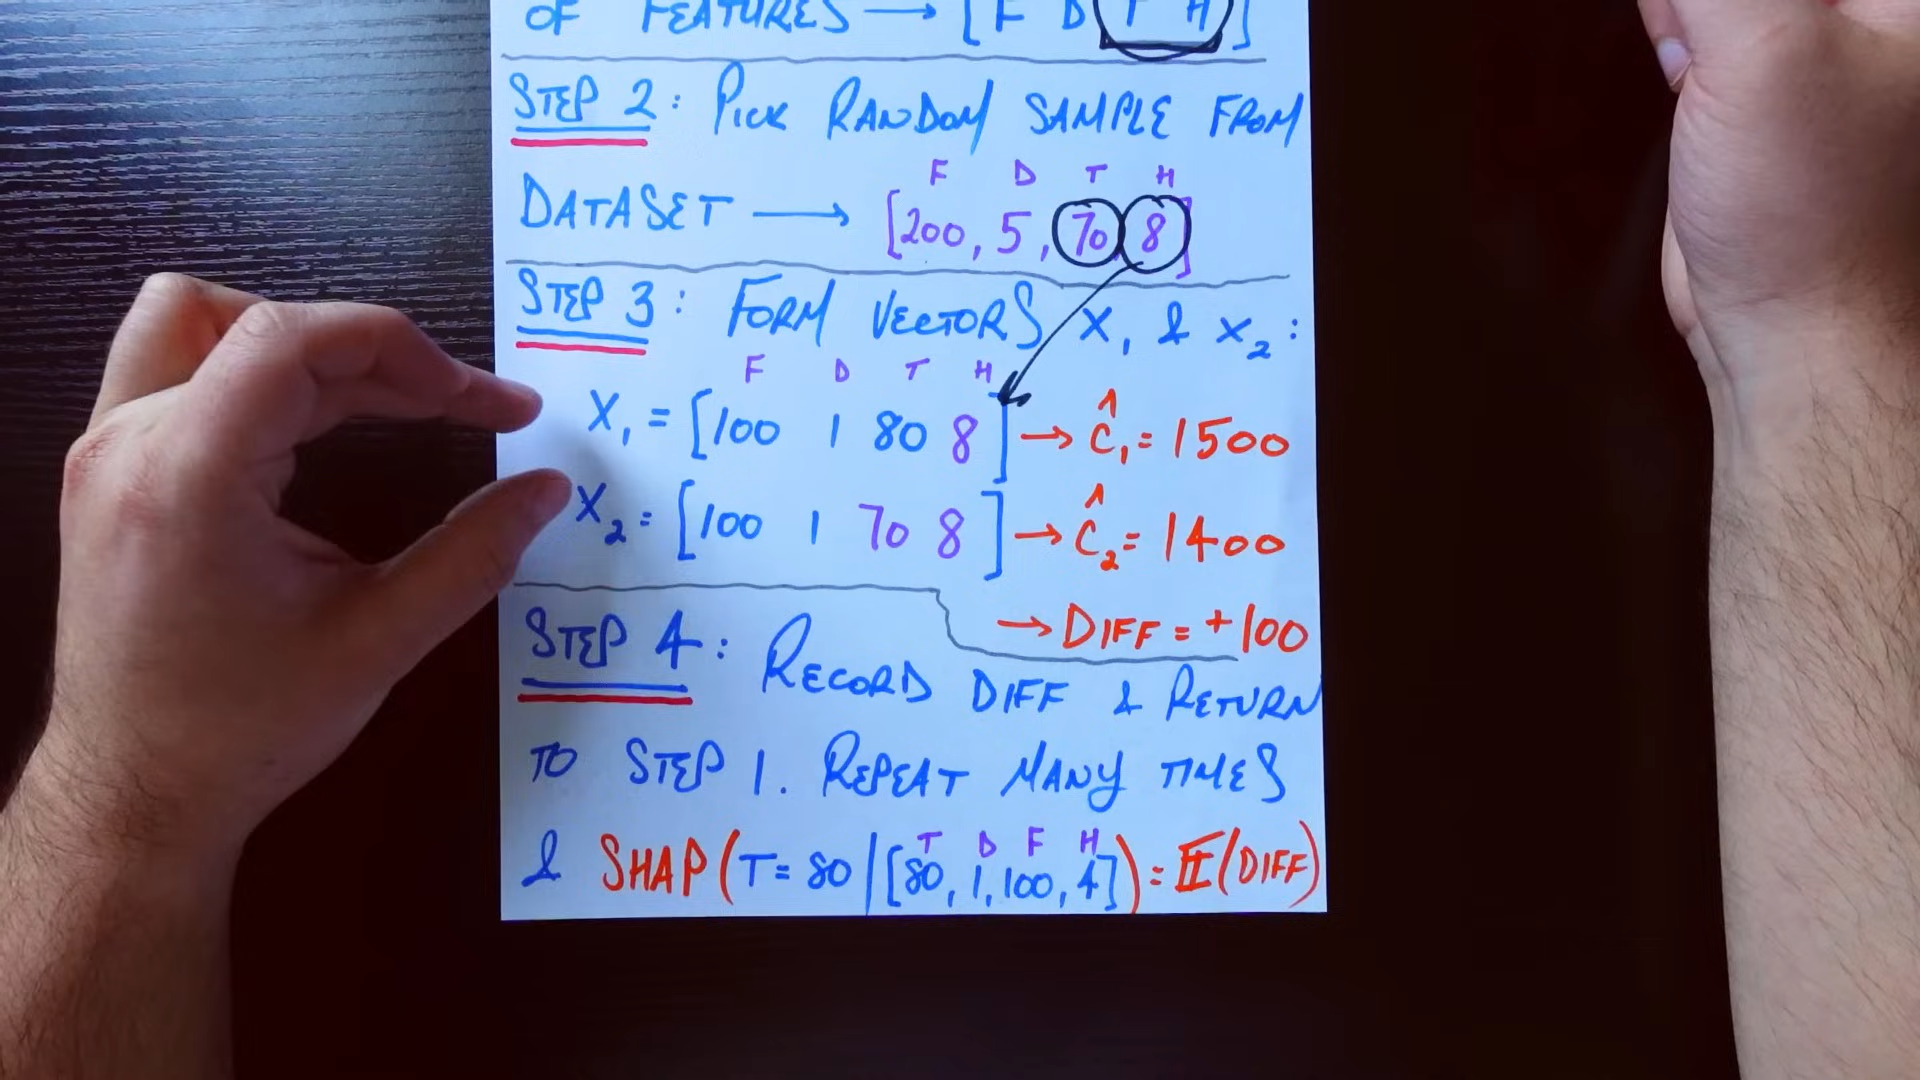 OF FEATURES → [F D T H]
STEP 2: PICK RANDOM SAMPLE FROM
F D T H
DATASET → [200, 5, 70, 8]
STEP 3: FORM VECTORS X₁ & X₂:
F D T H
X₁ = [100 1 80 8] → Ĉ₁ = 1500
X₂ = [100 1 70 8] → Ĉ₂ = 1400
→ DIFF = +100
STEP 4: RECORD DIFF & RETURN
TO STEP 1. REPEAT MANY TIMES
T D F H
& SHAP(T = 80 | [80, 1, 100, 4]) = 𝔼(DIFF)